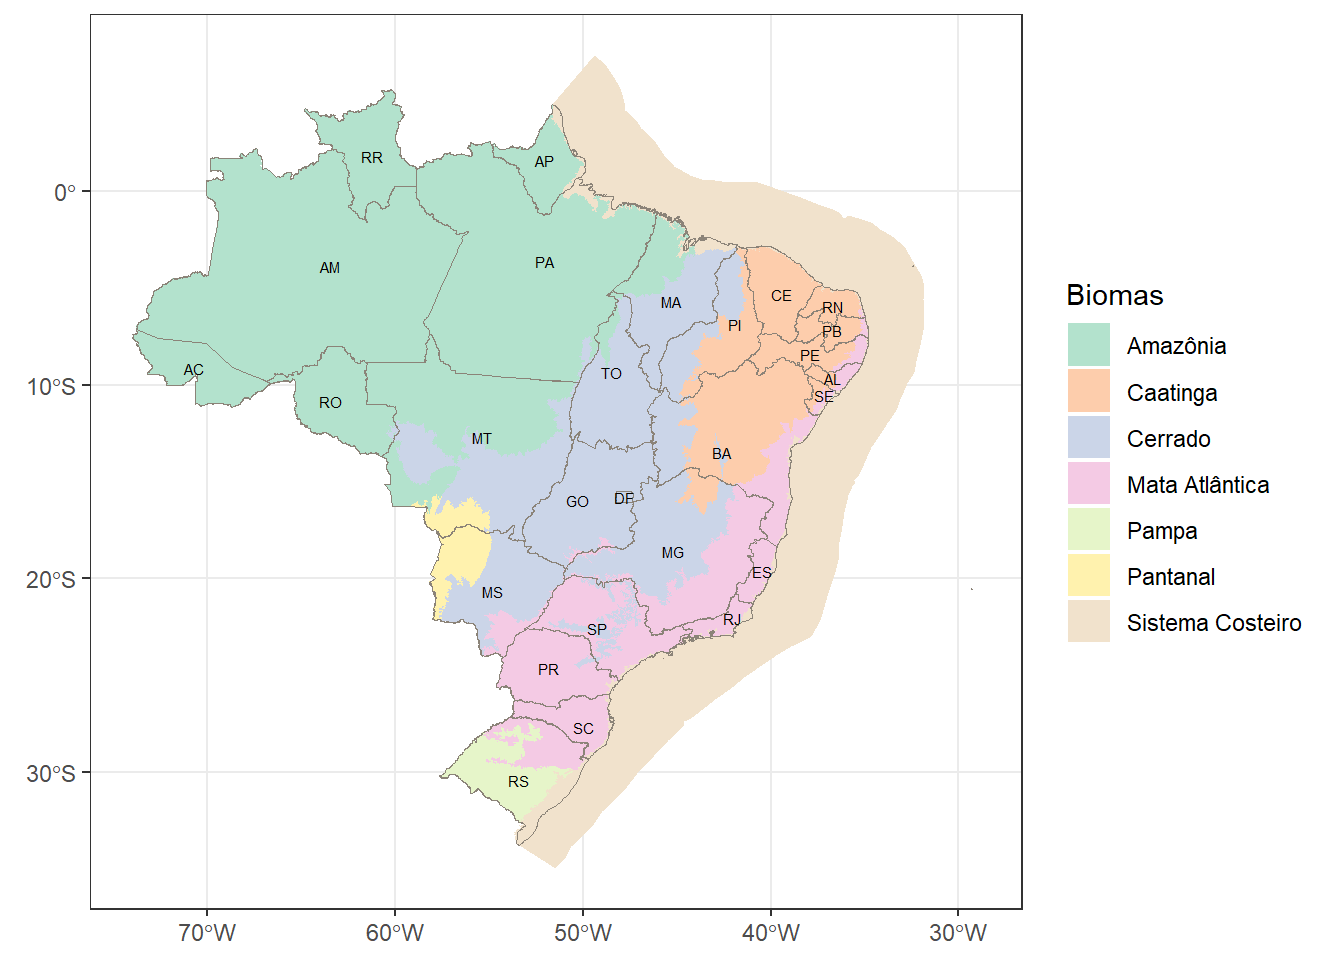 RR
AP
0°
AM
PA
MA
CE
RN
PI
PB
PE
AC
TO
AL
10°S
SE
RO
MT
BA
GO
DF
MG
ES
20°S
MS
RJ
SP
PR
SC
30°S
RS
70°W
60°W
50°W
40°W
30°W
Biomas
Amazônia
Caatinga
Cerrado
Mata Atlântica
Pampa
Pantanal
Sistema Costeiro